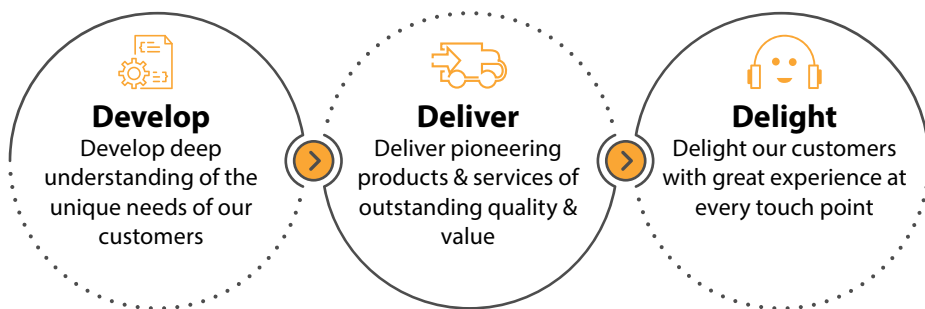 Develop
Develop deep
understanding of the
unique needs of our
customers
Deliver
Deliver pioneering
products & services of
outstanding quality &
value
Delight
Delight our customers
with great experience at
every touch point